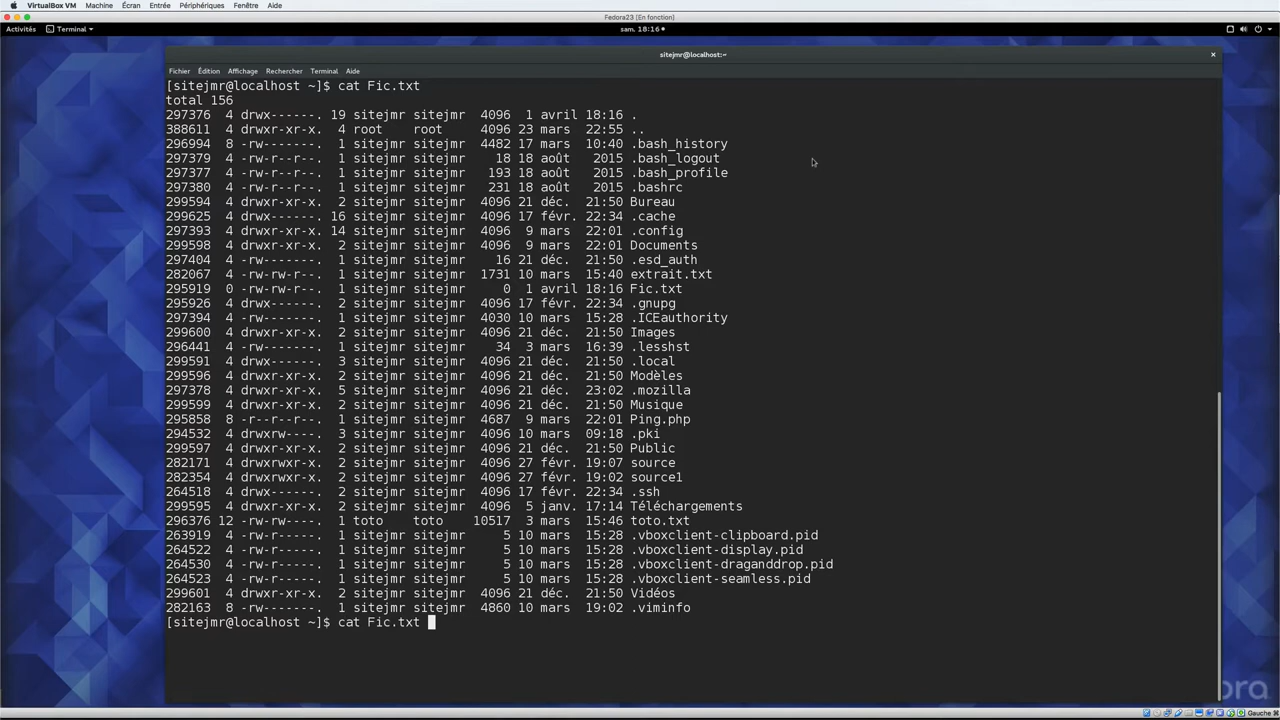 VirtualBox VM Machine Écran Entrée Périphériques Fenêtre Aide
Fedora23 [En fonction]
Activités Terminal sam. 18:16
sitejmr@localhost:~
Fichier Édition Affichage Rechercher Terminal Aide
[sitejmr@localhost ~]$ cat Fic.txt
total 156
297376 4 drwx------. 19 sitejmr sitejmr 4096 1 avril 18:16 .
388611 4 drwxr-xr-x. 4 root root 4096 23 mars 22:55 ..
296994 8 -rw-------. 1 sitejmr sitejmr 4482 17 mars 10:40 .bash_history
297379 4 -rw-r--r--. 1 sitejmr sitejmr 18 18 août 2015 .bash_logout
297377 4 -rw-r--r--. 1 sitejmr sitejmr 193 18 août 2015 .bash_profile
297380 4 -rw-r--r--. 1 sitejmr sitejmr 231 18 août 2015 .bashrc
299594 4 drwxr-xr-x. 2 sitejmr sitejmr 4096 21 déc. 21:50 Bureau
299625 4 drwx------. 16 sitejmr sitejmr 4096 17 févr. 22:34 .cache
297393 4 drwxr-xr-x. 14 sitejmr sitejmr 4096 9 mars 22:01 .config
299598 4 drwxr-xr-x. 2 sitejmr sitejmr 4096 9 mars 22:01 Documents
297404 4 -rw-------. 1 sitejmr sitejmr 16 21 déc. 21:50 .esd_auth
282067 4 -rw-rw-r--. 1 sitejmr sitejmr 1731 10 mars 15:40 extrait.txt
295919 0 -rw-rw-r--. 1 sitejmr sitejmr 0 1 avril 18:16 Fic.txt
295926 4 drwx------. 2 sitejmr sitejmr 4096 17 févr. 22:34 .gnupg
297394 4 -rw-------. 1 sitejmr sitejmr 4030 10 mars 15:28 .ICEauthority
299600 4 drwxr-xr-x. 2 sitejmr sitejmr 4096 21 déc. 21:50 Images
296441 4 -rw-------. 1 sitejmr sitejmr 34 3 mars 16:39 .lesshst
299591 4 drwx------. 3 sitejmr sitejmr 4096 21 déc. 21:50 .local
299596 4 drwxr-xr-x. 2 sitejmr sitejmr 4096 21 déc. 21:50 Modèles
297378 4 drwxr-xr-x. 5 sitejmr sitejmr 4096 21 déc. 23:02 .mozilla
299599 4 drwxr-xr-x. 2 sitejmr sitejmr 4096 21 déc. 21:50 Musique
295858 8 -r--r--r--. 1 sitejmr sitejmr 4687 9 mars 22:01 Ping.php
294532 4 drwxrw----. 3 sitejmr sitejmr 4096 10 mars 09:18 .pki
299597 4 drwxr-xr-x. 2 sitejmr sitejmr 4096 21 déc. 21:50 Public
282171 4 drwxrwxr-x. 2 sitejmr sitejmr 4096 27 févr. 19:07 source
282354 4 drwxrwxr-x. 2 sitejmr sitejmr 4096 27 févr. 19:02 source1
264518 4 drwx------. 2 sitejmr sitejmr 4096 17 févr. 22:34 .ssh
299595 4 drwxr-xr-x. 2 sitejmr sitejmr 4096 5 janv. 17:14 Téléchargements
296376 12 -rw-rw----. 1 toto toto 10517 3 mars 15:46 toto.txt
263919 4 -rw-r-----. 1 sitejmr sitejmr 5 10 mars 15:28 .vboxclient-clipboard.pid
264522 4 -rw-r-----. 1 sitejmr sitejmr 5 10 mars 15:28 .vboxclient-display.pid
264530 4 -rw-r-----. 1 sitejmr sitejmr 5 10 mars 15:28 .vboxclient-draganddrop.pid
264523 4 -rw-r-----. 1 sitejmr sitejmr 5 10 mars 15:28 .vboxclient-seamless.pid
299601 4 drwxr-xr-x. 2 sitejmr sitejmr 4096 21 déc. 21:50 Vidéos
282163 8 -rw-------. 1 sitejmr sitejmr 4860 10 mars 19:02 .viminfo
[sitejmr@localhost ~]$ cat Fic.txt
ora
Gauche ⌘